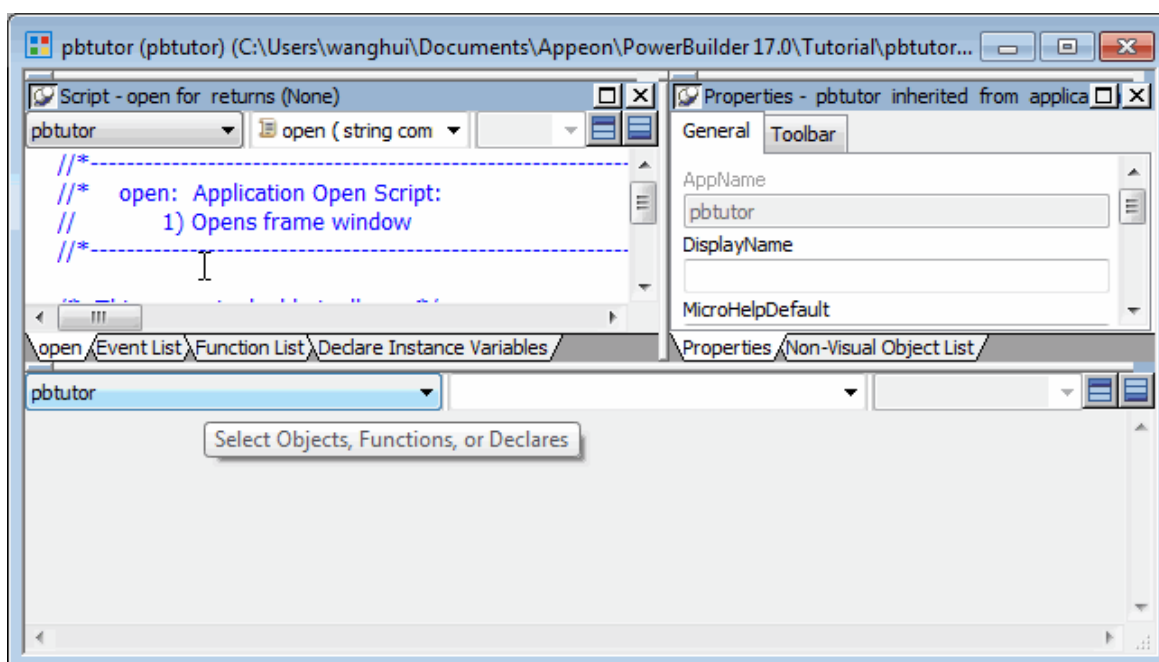 pbtutor (pbtutor) (C:\Users\wanghui\Documents\Appeon\PowerBuilder 17.0\Tutorial\pbtutor...
Script - open for returns (None)
pbtutor
open ( string com
//*-----------------------------------------------------------------
//* open: Application Open Script:
// 1) Opens frame window
//*-----------------------------------------------------------------
open
Event List
Function List
Declare Instance Variables
Properties - pbtutor inherited from applica
General
Toolbar
AppName
pbtutor
DisplayName
MicroHelpDefault
Properties
Non-Visual Object List
pbtutor
Select Objects, Functions, or Declares